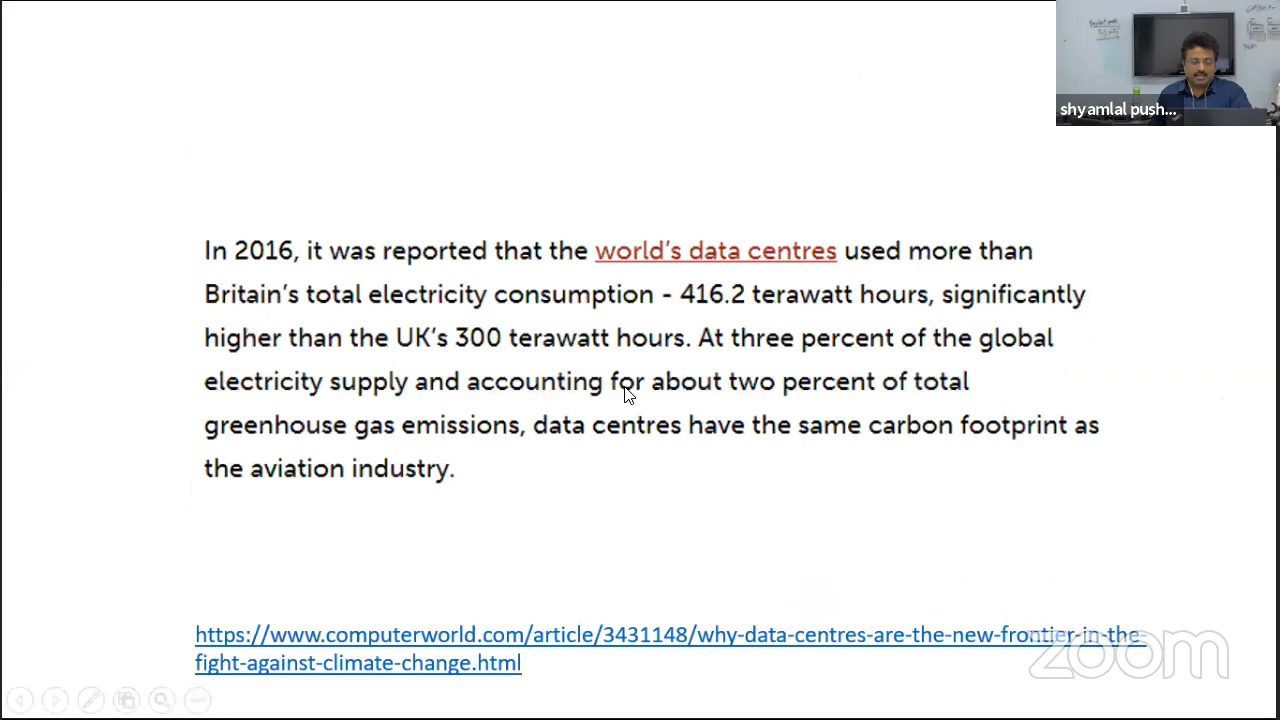 shyamlal push...
In 2016, it was reported that the world's data centres used more than
Britain's total electricity consumption - 416.2 terawatt hours, significantly
higher than the UK's 300 terawatt hours. At three percent of the global
electricity supply and accounting for about two percent of total
greenhouse gas emissions, data centres have the same carbon footprint as
the aviation industry.
https://www.computerworld.com/article/3431148/why-data-centres-are-the-new-frontier-in-the-
fight-against-climate-change.html
zoom